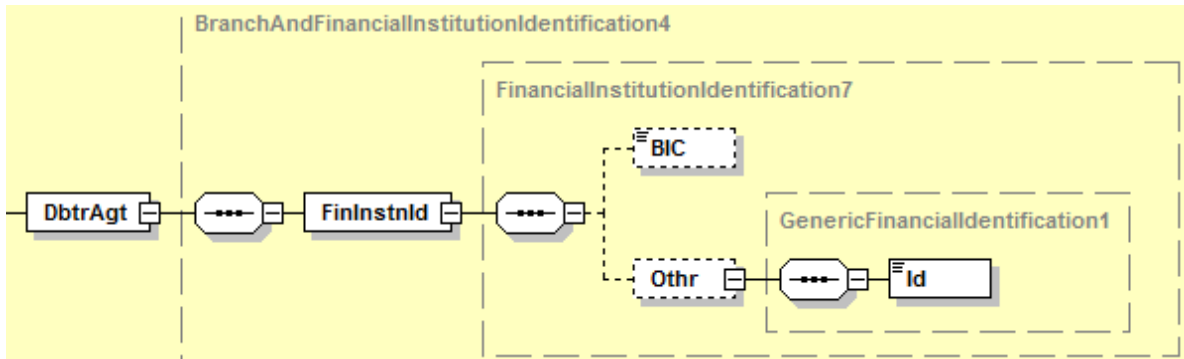 BranchAndFinancialInstitutionIdentification4
FinancialInstitutionIdentification7
BIC
DbtrAgt
FinInstnId
GenericFinancialIdentification1
Othr
Id